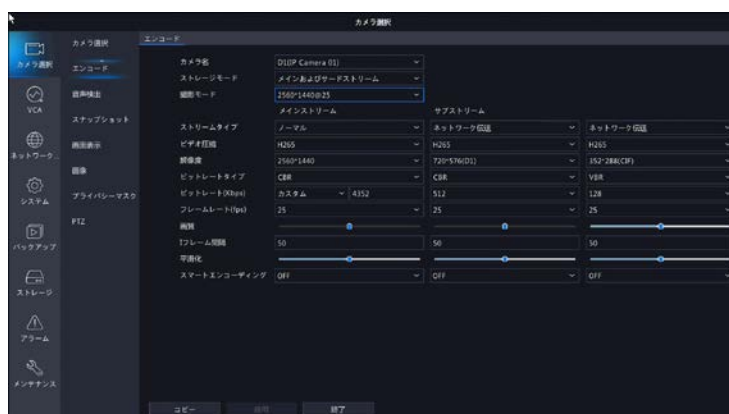 カメラ選択
カメラ選択
VCA
ネットワーク...
システム
バックアップ
ストレージ
アラーム
メンテナンス
カメラ選択
エンコード
音声検出
スナップショット
画面表示
画像
プライバシーマスク
PTZ
エンコード
カメラ名 D1(IP Camera 01)
ストレージモード メインおよびサードストリーム
撮影モード 2560*1440@25
メインストリーム サブストリーム
ストリームタイプ ノーマル ネットワーク伝送 ネットワーク伝送
ビデオ圧縮 H265 H265 H265
解像度 2560*1440 720*576(D1) 352*288(CIF)
ビットレートタイプ CBR CBR VBR
ビットレート(Kbps) カスタム 4352 512 128
フレームレート(fps) 25 25 25
画質
Iフレーム間隔 50 50 50
平滑化
スマートエンコーディング OFF OFF OFF
コピー 終了